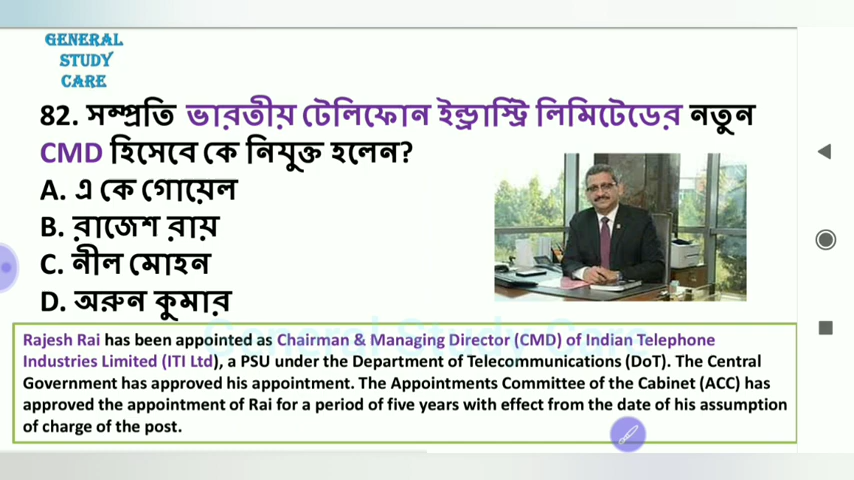 GENERAL
STUDY
CARE
82. সম্প্রতি ভারতীয় টেলিফোন ইন্ড্রাস্ট্রি লিমিটেডের নতুন
CMD হিসেবে কে নিযুক্ত হলেন?
A. এ কে গোয়েল
B. রাজেশ রায়
C. নীল মোহন
D. অরুন কুমার
General Study Care
Rajesh Rai has been appointed as Chairman & Managing Director (CMD) of Indian Telephone
Industries Limited (ITI Ltd), a PSU under the Department of Telecommunications (DoT). The Central
Government has approved his appointment. The Appointments Committee of the Cabinet (ACC) has
approved the appointment of Rai for a period of five years with effect from the date of his assumption
of charge of the post.